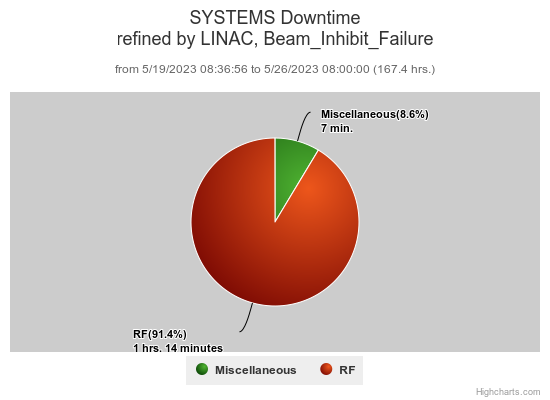 SYSTEMS Downtime
refined by LINAC, Beam_Inhibit_Failure
from 5/19/2023 08:36:56 to 5/26/2023 08:00:00 (167.4 hrs.)
Miscellaneous(8.6%)
7 min.
RF(91.4%)
1 hrs. 14 minutes
Miscellaneous RF
Highcharts.com